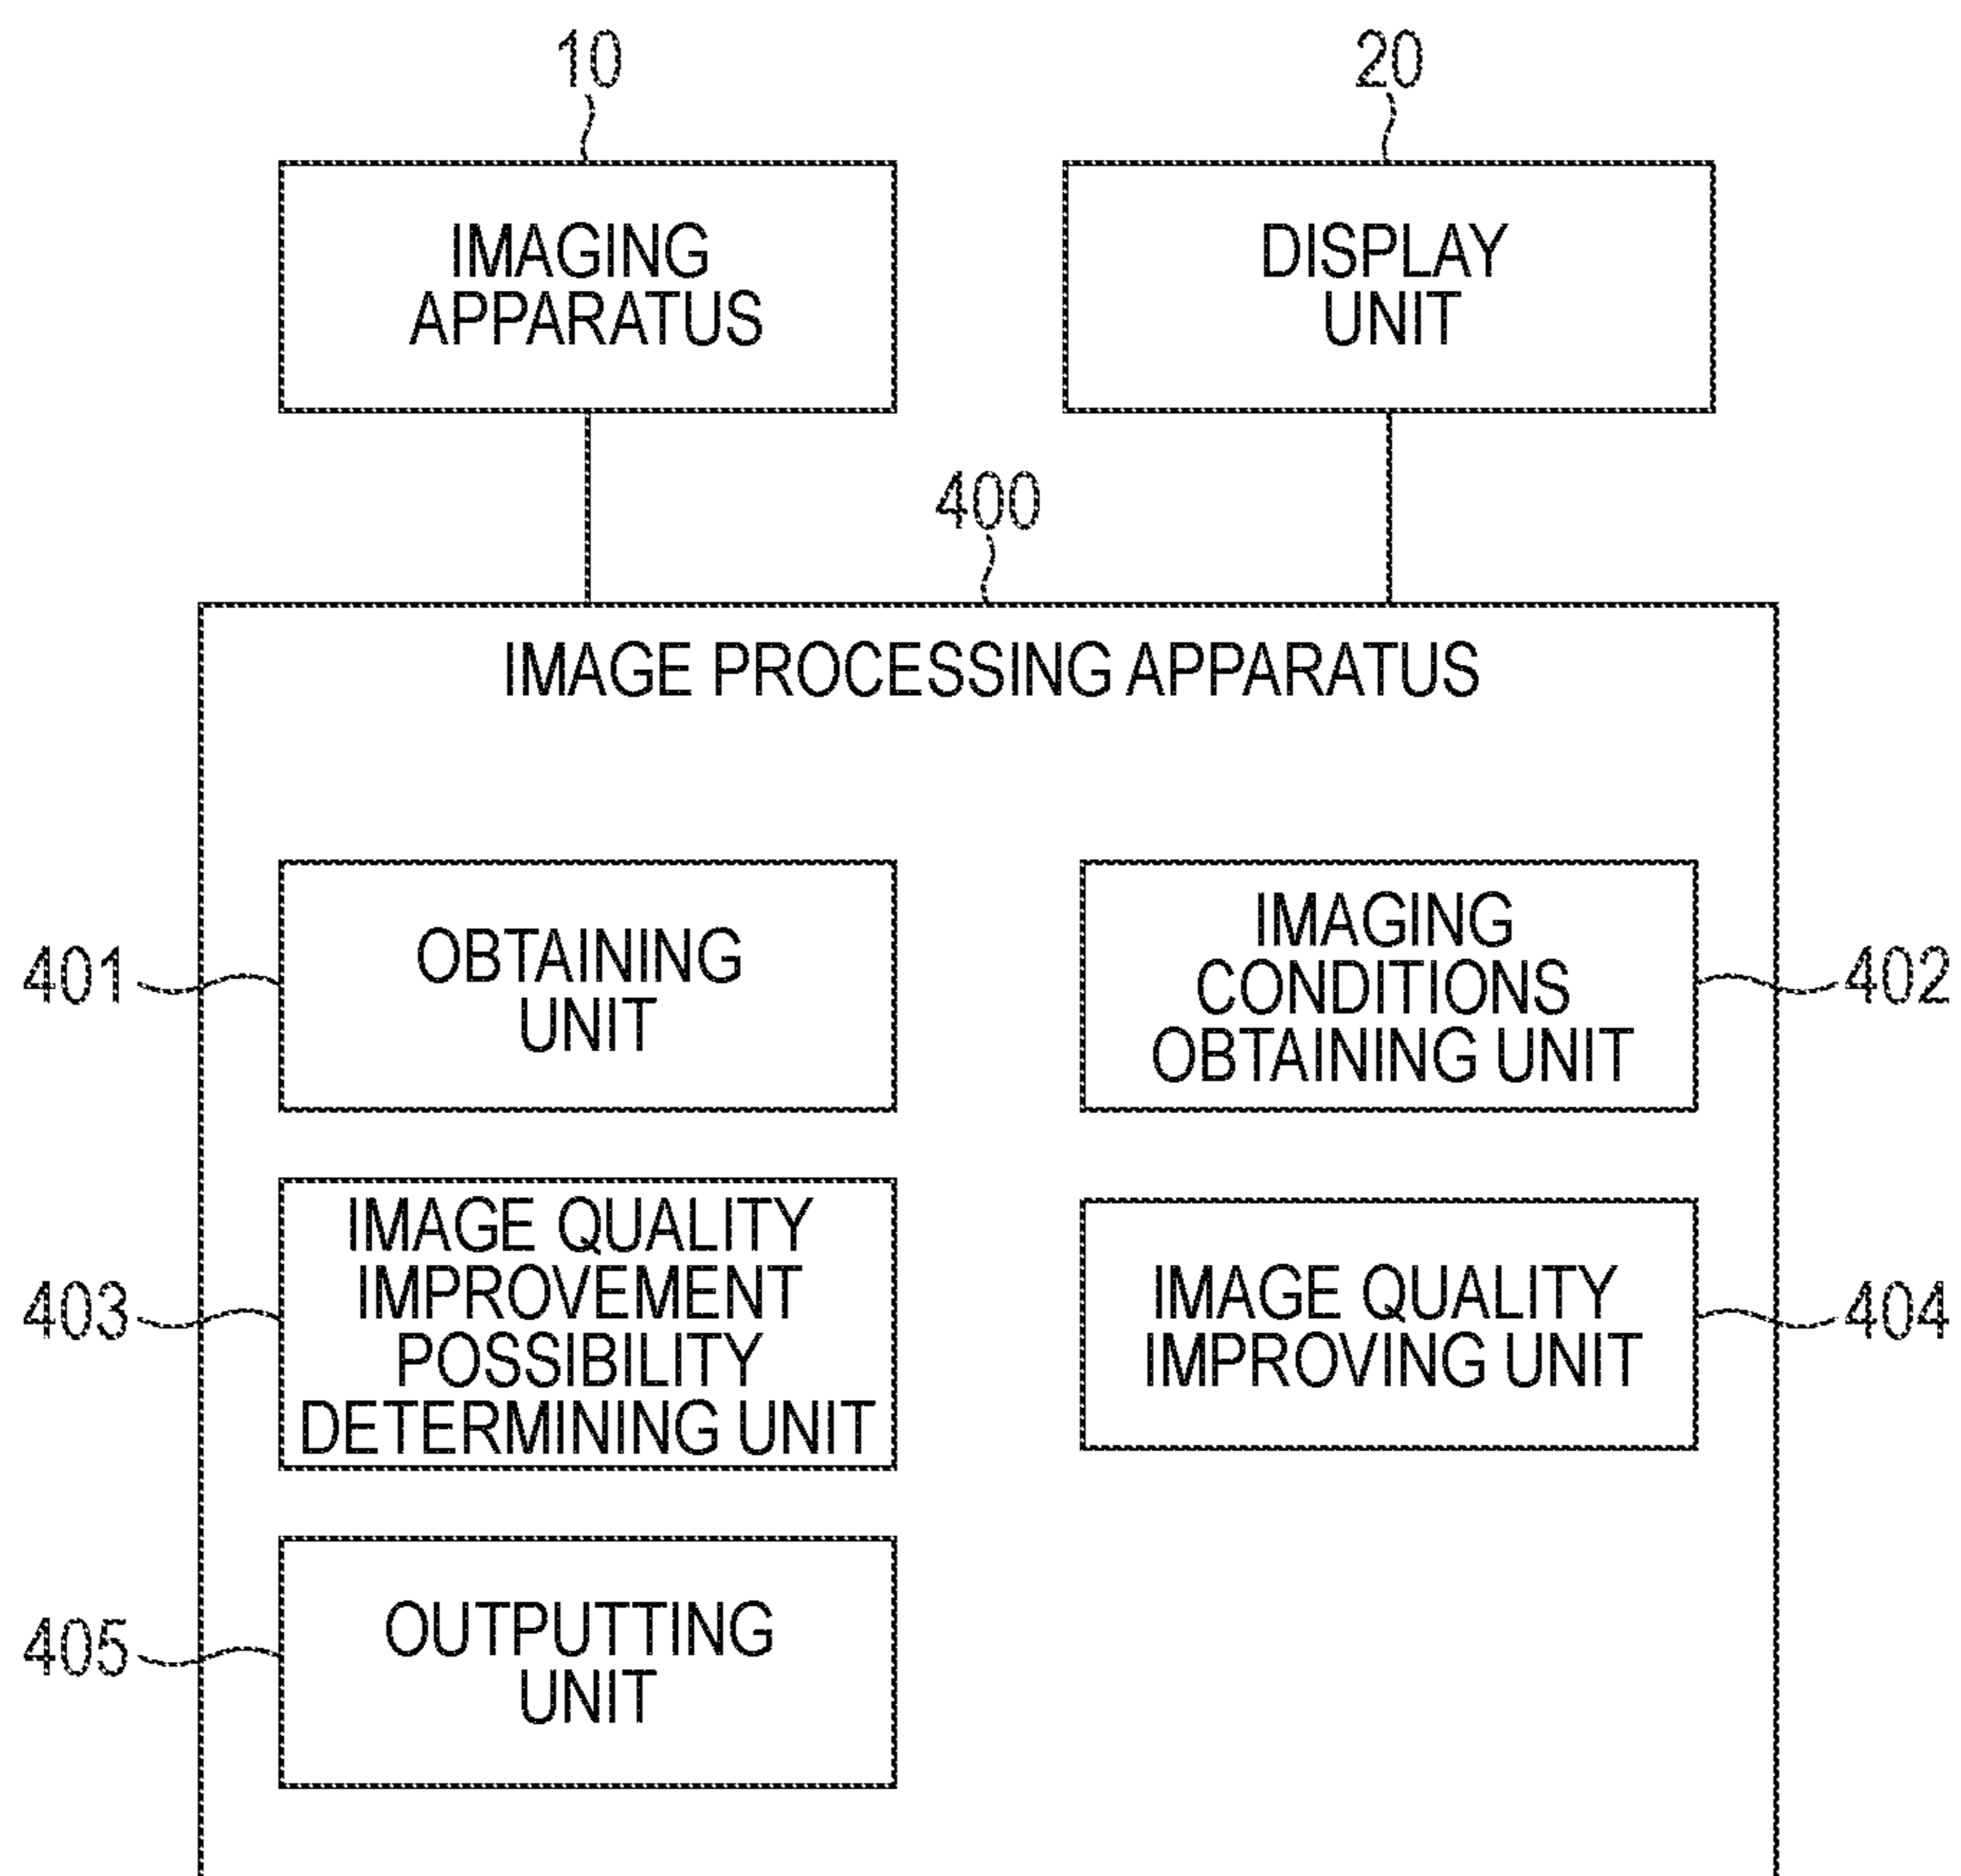 10
20
IMAGING
APPARATUS
DISPLAY
UNIT
400
IMAGE PROCESSING APPARATUS
401
OBTAINING
UNIT
IMAGING
CONDITIONS
OBTAINING UNIT
402
403
IMAGE QUALITY
IMPROVEMENT
POSSIBILITY
DETERMINING UNIT
IMAGE QUALITY
IMPROVING UNIT
404
405
OUTPUTTING
UNIT